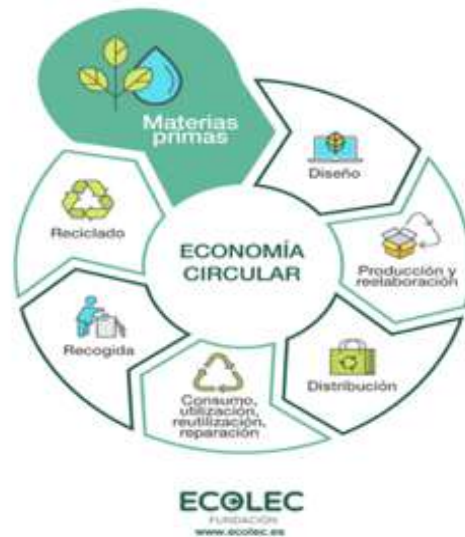 Materias
primas
Diseño
Producción y
reelaboración
Distribución
Consumo,
utilización,
reutilización,
reparación
Recogida
Reciclado
ECONOMÍA
CIRCULAR
ECOLEC
FUNDACIÓN
www.ecolec.es